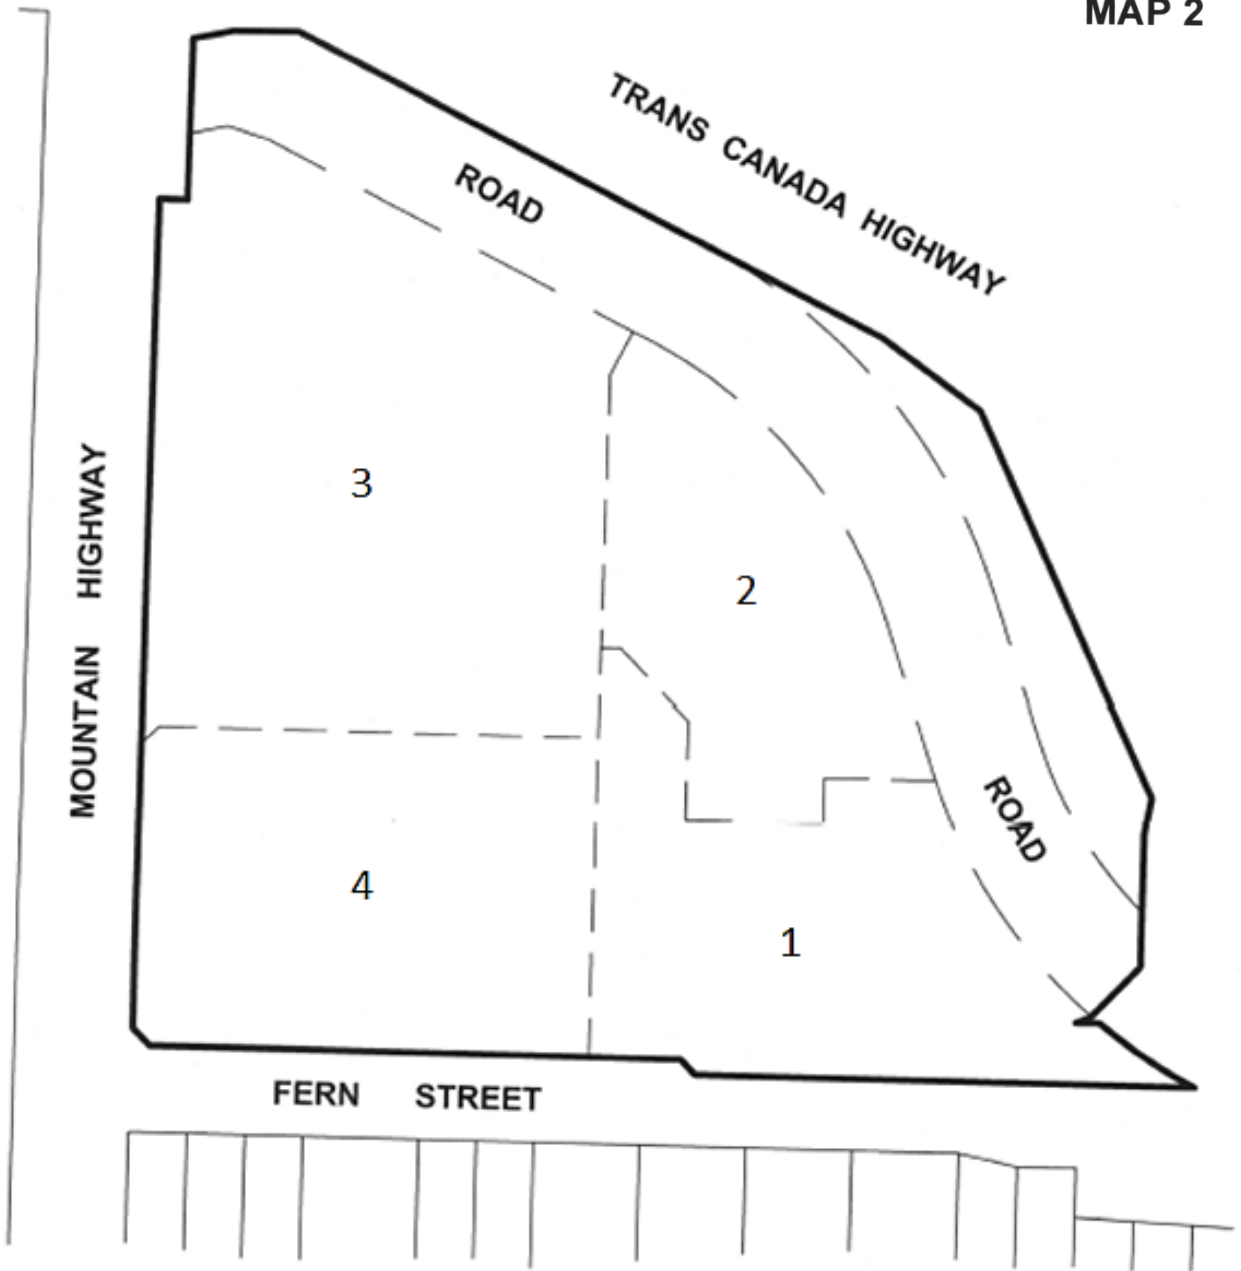 MAP 2
TRANS CANADA HIGHWAY
ROAD
3
MOUNTAIN HIGHWAY
2
ROAD
4
1
FERN STREET